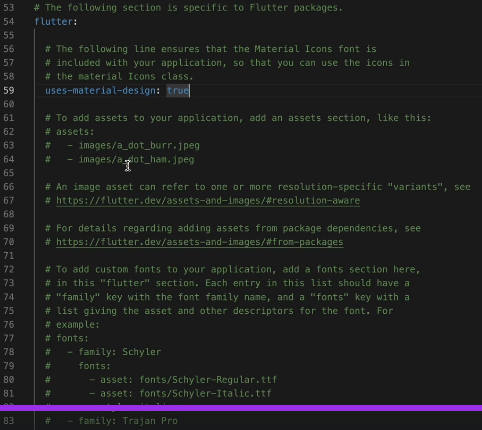 53 # The following section is specific to Flutter packages.
54 flutter:
55
56 # The following line ensures that the Material Icons font is
57 # included with your application, so that you can use the icons in
58 # the material Icons class.
59 uses-material-design: true
60
61 # To add assets to your application, add an assets section, like this:
62 # assets:
63 #   - images/a_dot_burr.jpeg
64 #   - images/a_dot_ham.jpeg
65
66 # An image asset can refer to one or more resolution-specific "variants", see
67 # https://flutter.dev/assets-and-images/#resolution-aware
68
69 # For details regarding adding assets from package dependencies, see
70 # https://flutter.dev/assets-and-images/#from-packages
71
72 # To add custom fonts to your application, add a fonts section here,
73 # in this "flutter" section. Each entry in this list should have a
74 # "family" key with the font family name, and a "fonts" key with a
75 # list giving the asset and other descriptors for the font. For
76 # example:
77 # fonts:
78 #   - family: Schyler
79 #     fonts:
80 #       - asset: fonts/Schyler-Regular.ttf
81 #       - asset: fonts/Schyler-Italic.ttf
83 #   - family: Trajan Pro